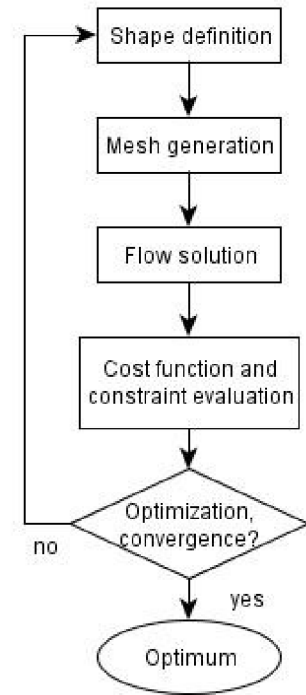 Shape definition
Mesh generation
Flow solution
Cost function and
constraint evaluation
Optimization,
convergence?
no
yes
Optimum